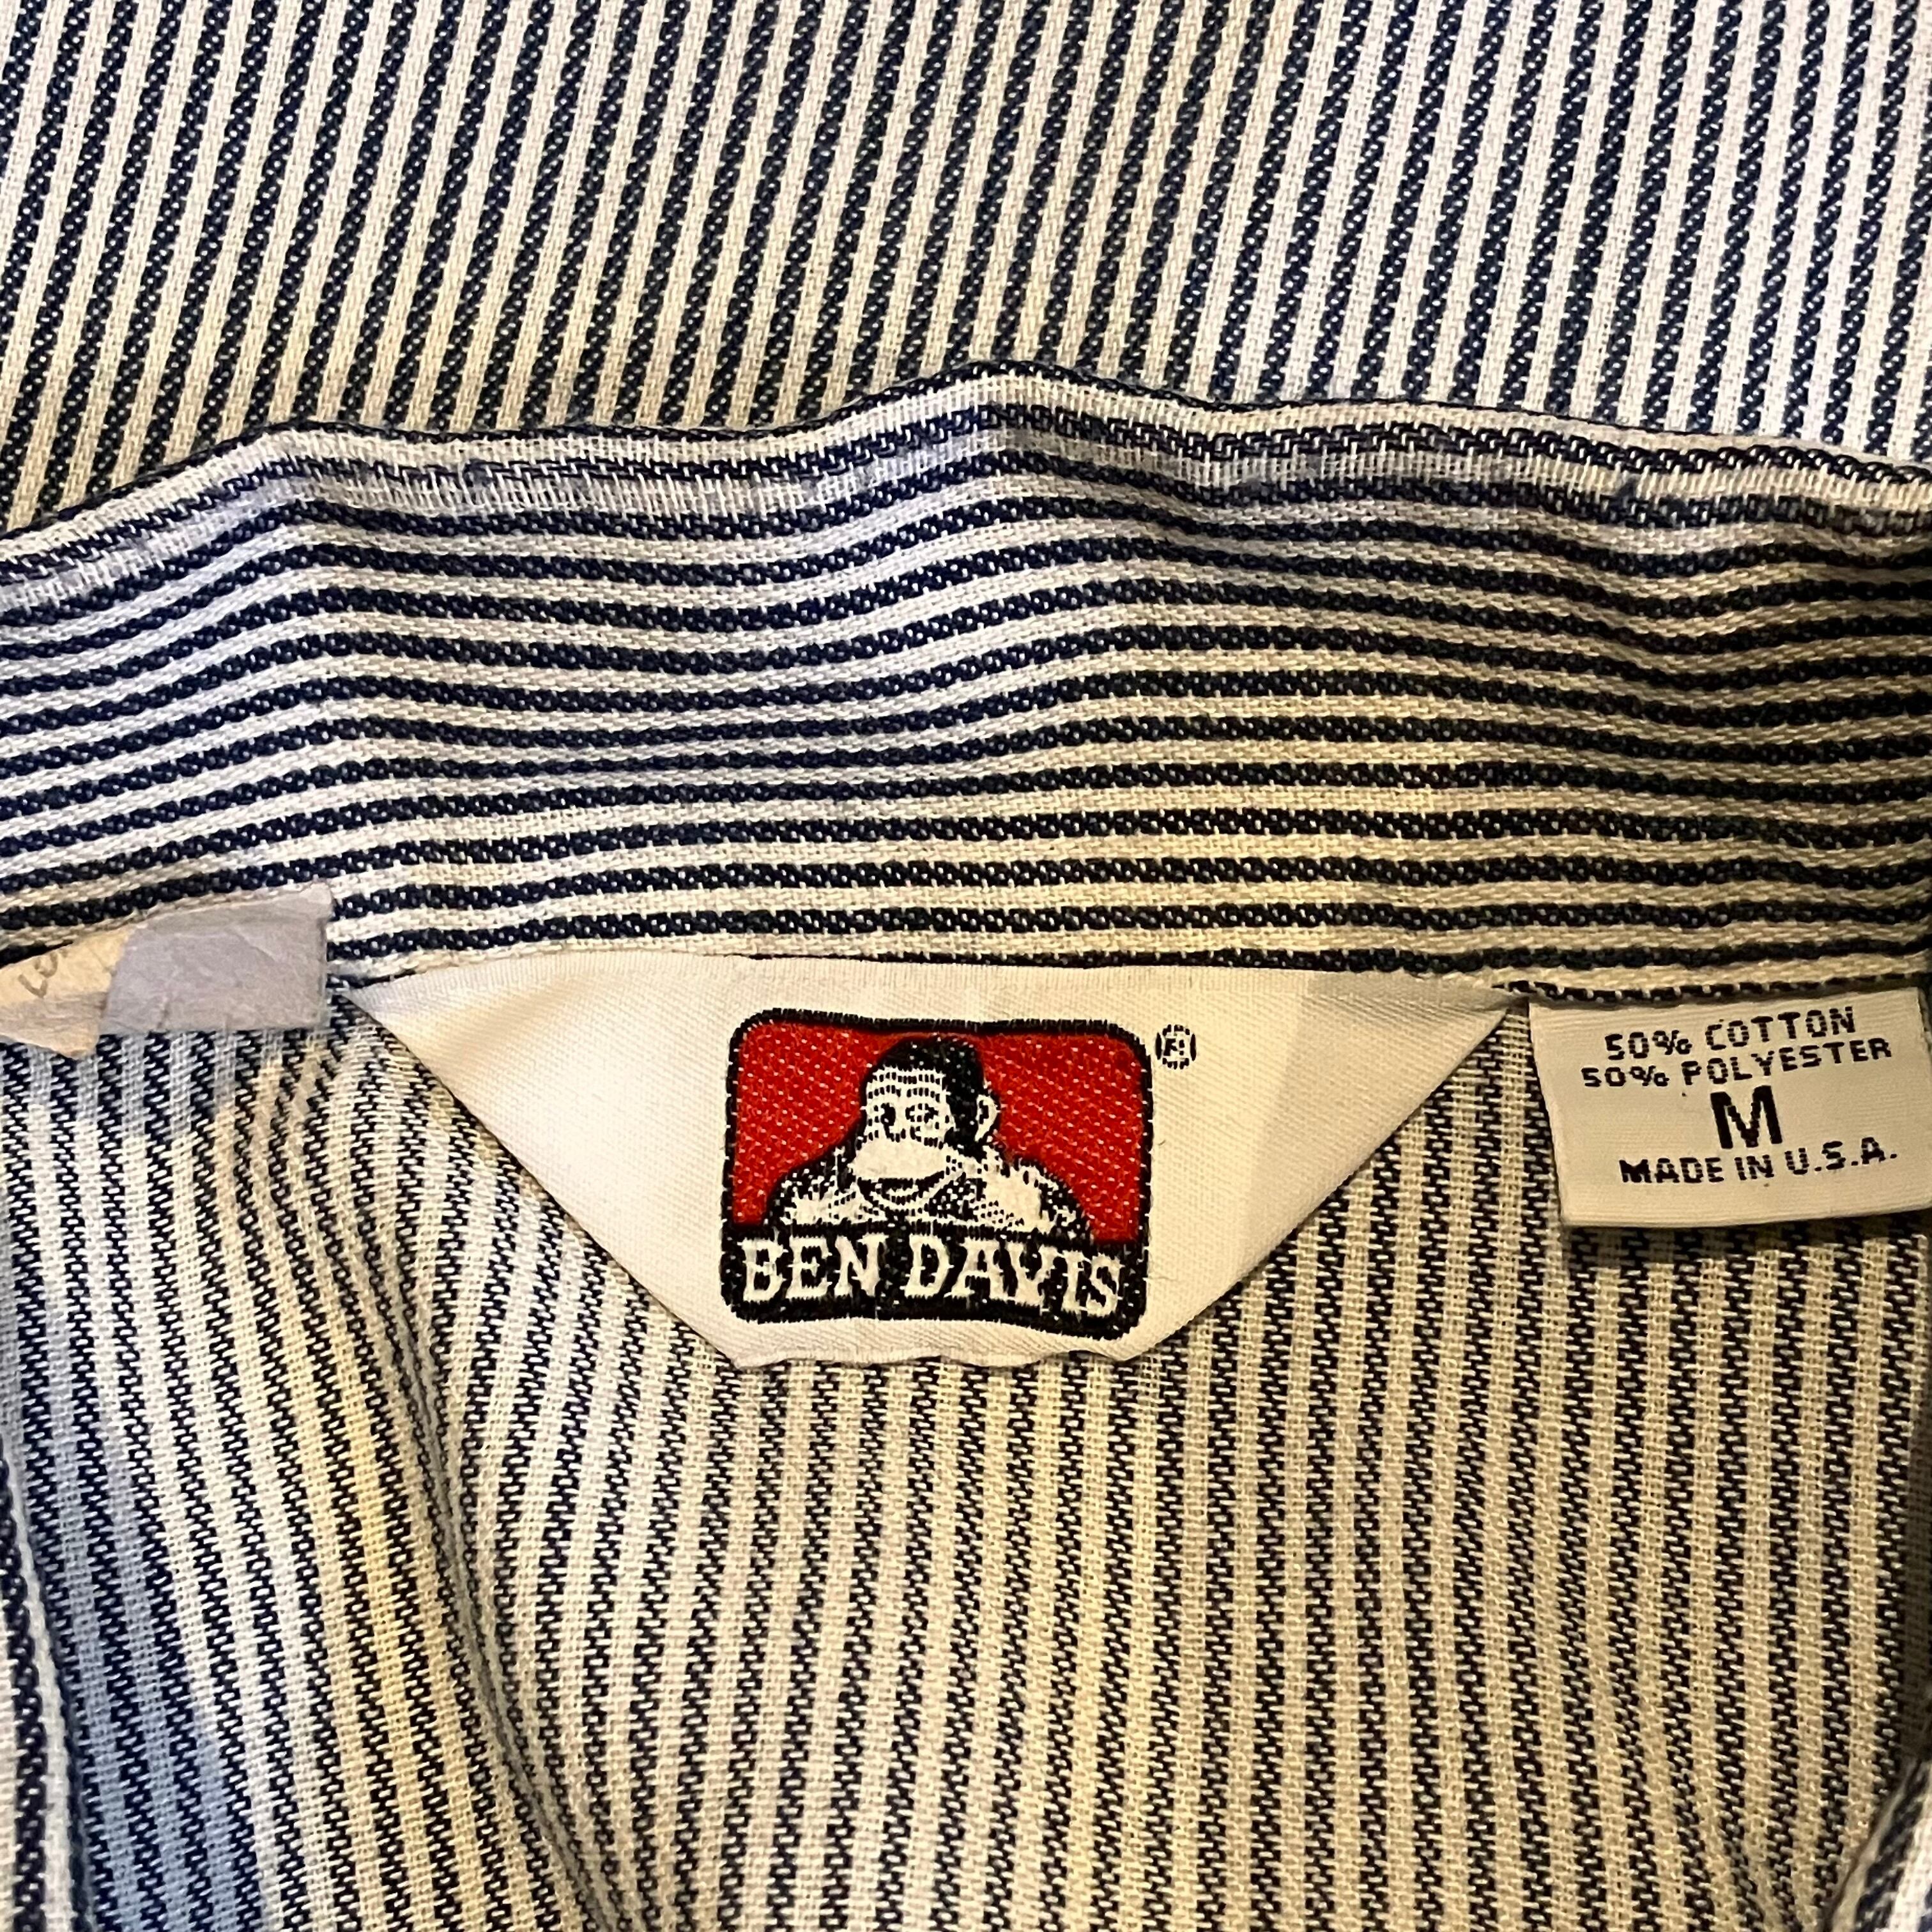 ®
BEN DAVIS
50% COTTON
50% POLYESTER
M
MADE IN U.S.A.